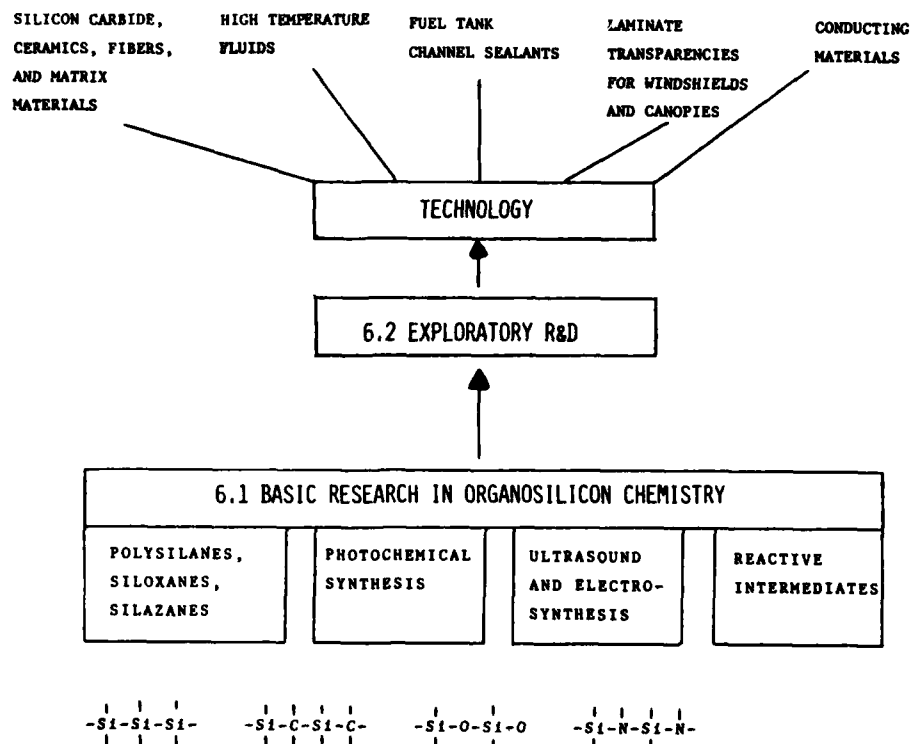 SILICON CARBIDE,
CERAMICS, FIBERS,
AND MATRIX
MATERIALS
HIGH TEMPERATURE
FLUIDS
FUEL TANK
CHANNEL SEALANTS
LAMINATE
TRANSPARENCIES
FOR WINDSHIELDS
AND CANOPIES
CONDUCTING
MATERIALS
TECHNOLOGY
6.2 EXPLORATORY R&D
6.1 BASIC RESEARCH IN ORGANOSILICON CHEMISTRY
POLYSILANES,
SILOXANES,
SILAZANES
PHOTOCHEMICAL
SYNTHESIS
ULTRASOUND
AND ELECTRO-
SYNTHESIS
REACTIVE
INTERMEDIATES
-Si-Si-Si-
-Si-C-Si-C-
-Si-O-Si-O
-Si-N-Si-N-